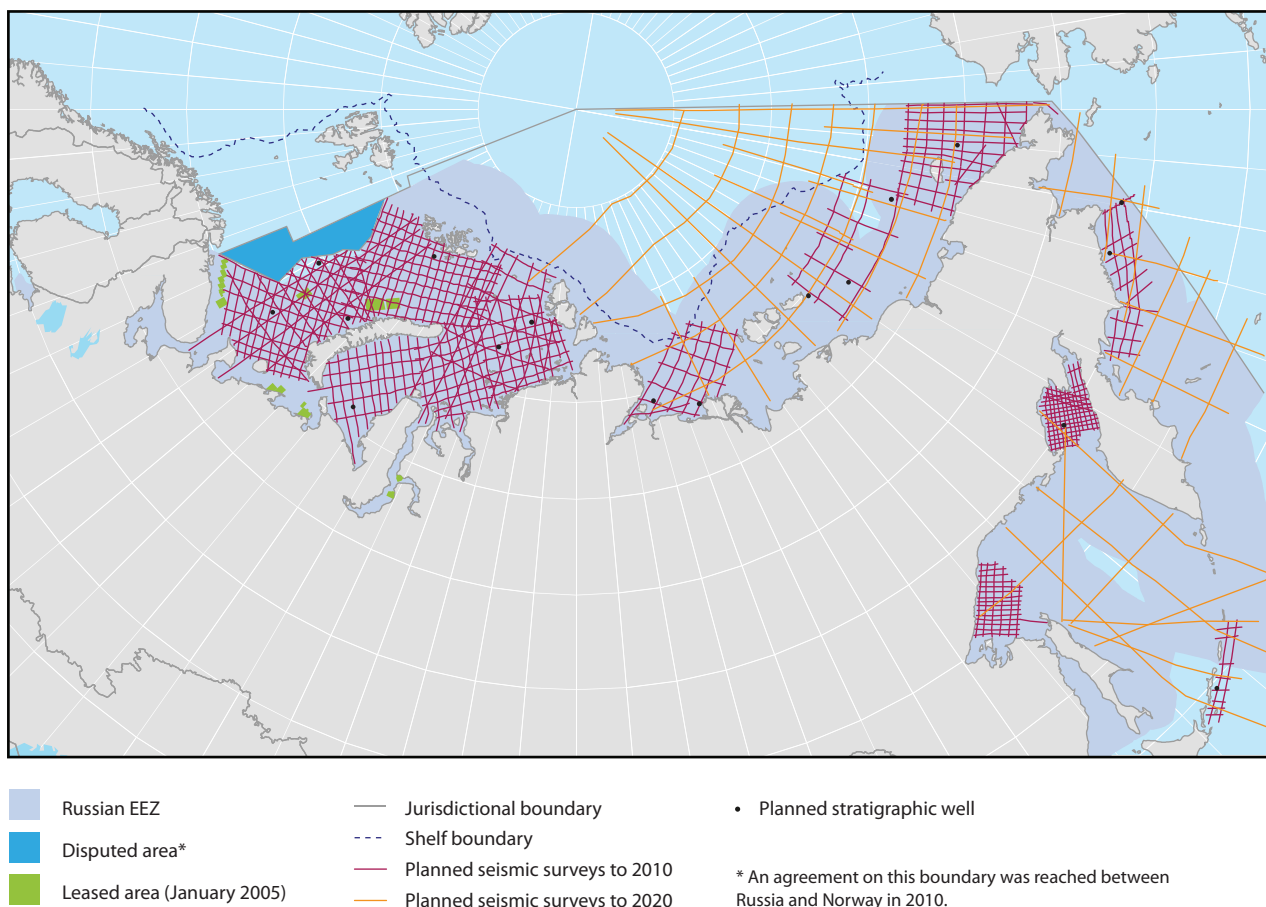 Russian EEZ
Disputed area*
Leased area (January 2005)
Jurisdictional boundary
Shelf boundary
Planned seismic surveys to 2010
Planned seismic surveys to 2020
Planned stratigraphic well
* An agreement on this boundary was reached between
Russia and Norway in 2010.